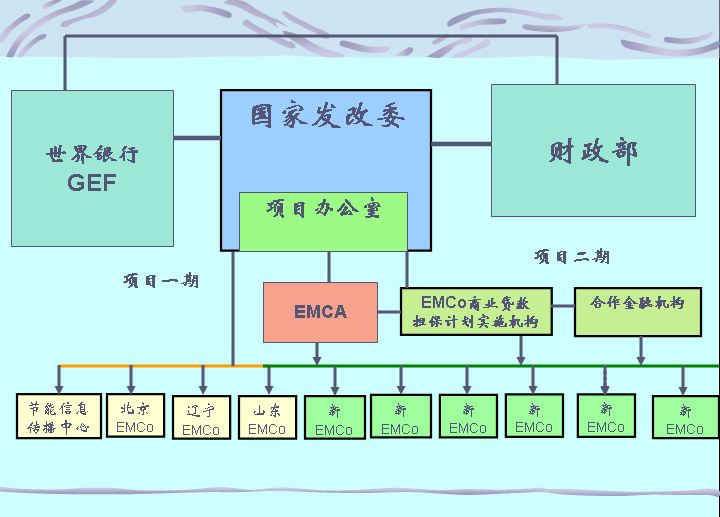 国家发改委
世界银行
GEF
财政部
项目办公室
项目一期
项目二期
EMCA
EMCo商业贷款
担保计划实施机构
合作金融机构
节能信息
传播中心
北京
EMCo
辽宁
EMCo
山东
EMCo
新
EMCo
新
EMCo
新
EMCo
新
EMCo
新
EMCo
新
EMCo